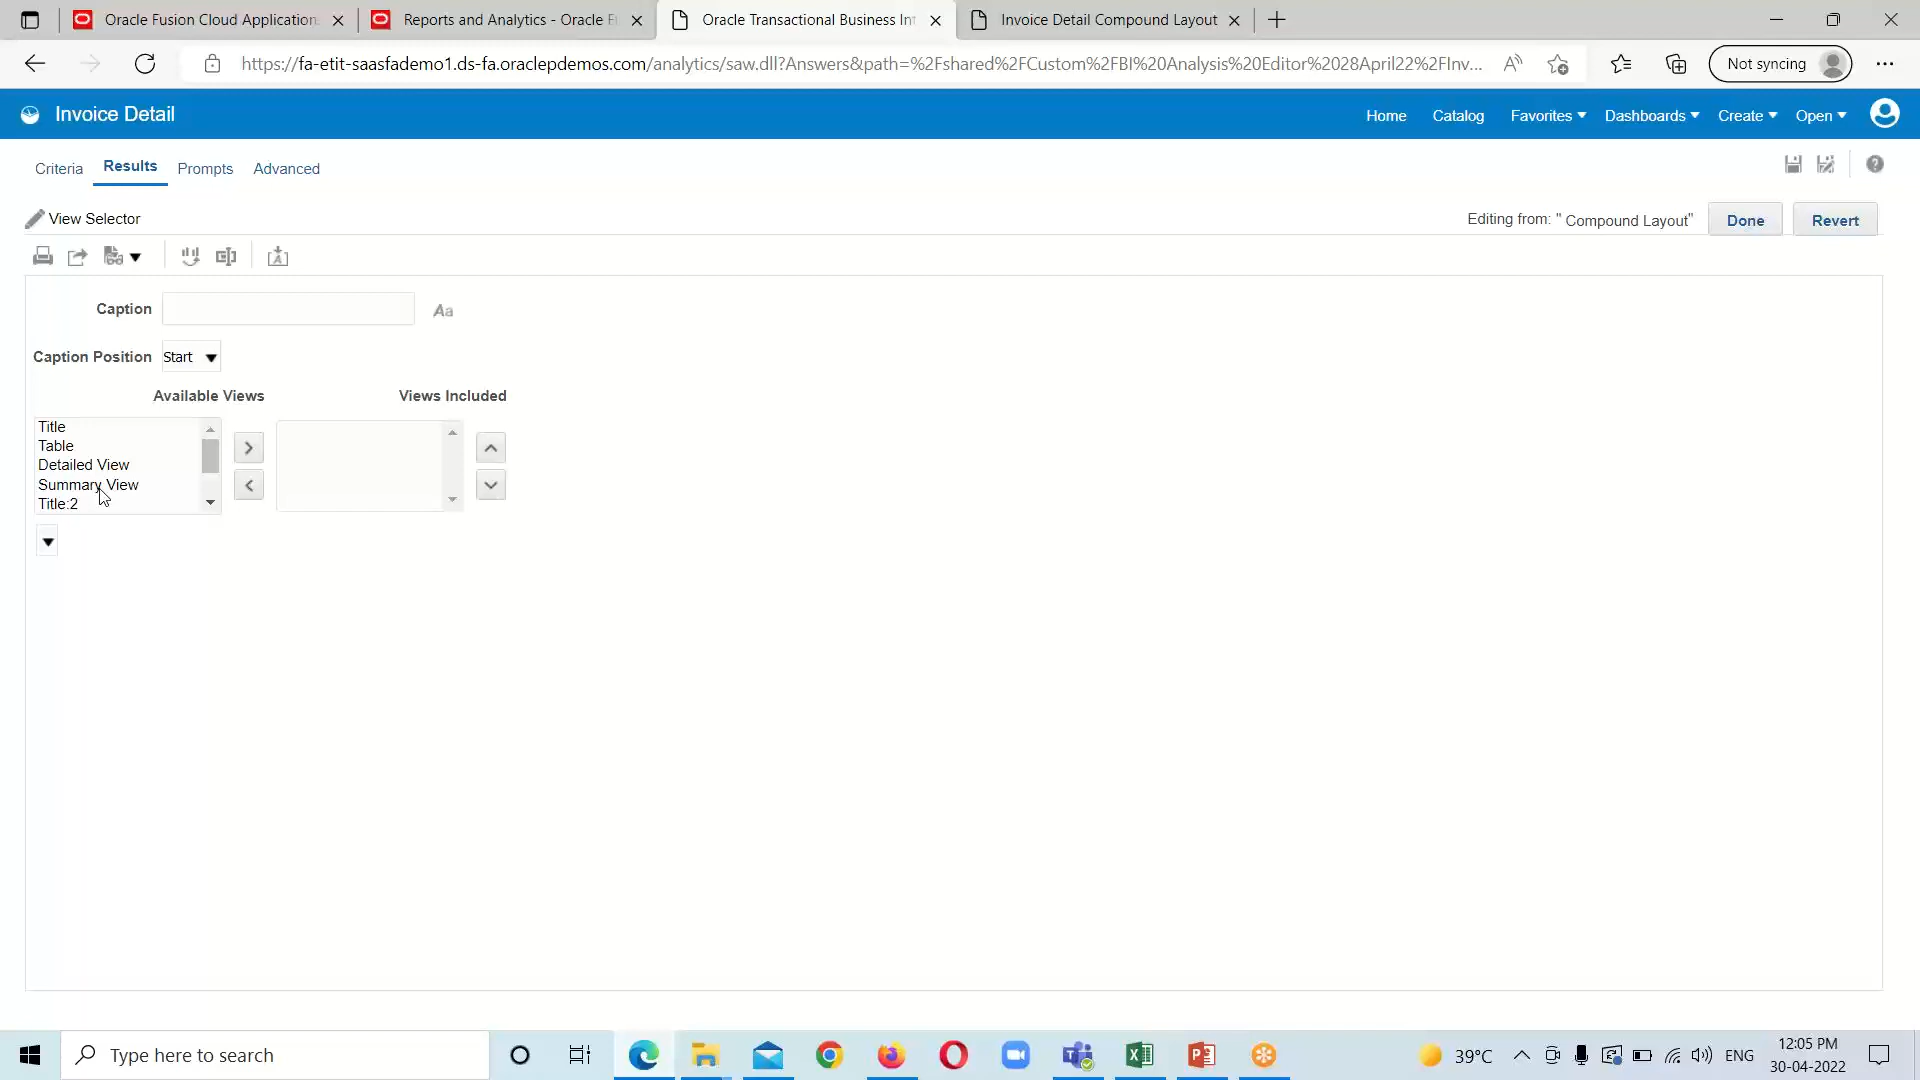 Oracle Fusion Cloud Application
Reports and Analytics - Oracle F
Oracle Transactional Business Int
Invoice Detail Compound Layout
https://fa-etit-saasfademo1.ds-fa.oraclepdemos.com/analytics/saw.dll?Answers&path=%2Fshared%2FCustom%2FBI%20Analysis%20Editor%2028April22%2FInv...
Not syncing
Invoice Detail
Home
Catalog
Favorites
Dashboards
Create
Open
Criteria
Results
Prompts
Advanced
View Selector
Editing from: " Compound Layout"
Done
Revert
Caption
Aa
Caption Position
Start
Available Views
Views Included
Title
Table
Detailed View
Summary View
Title:2
Type here to search
39°C
ENG
12:05 PM
30-04-2022